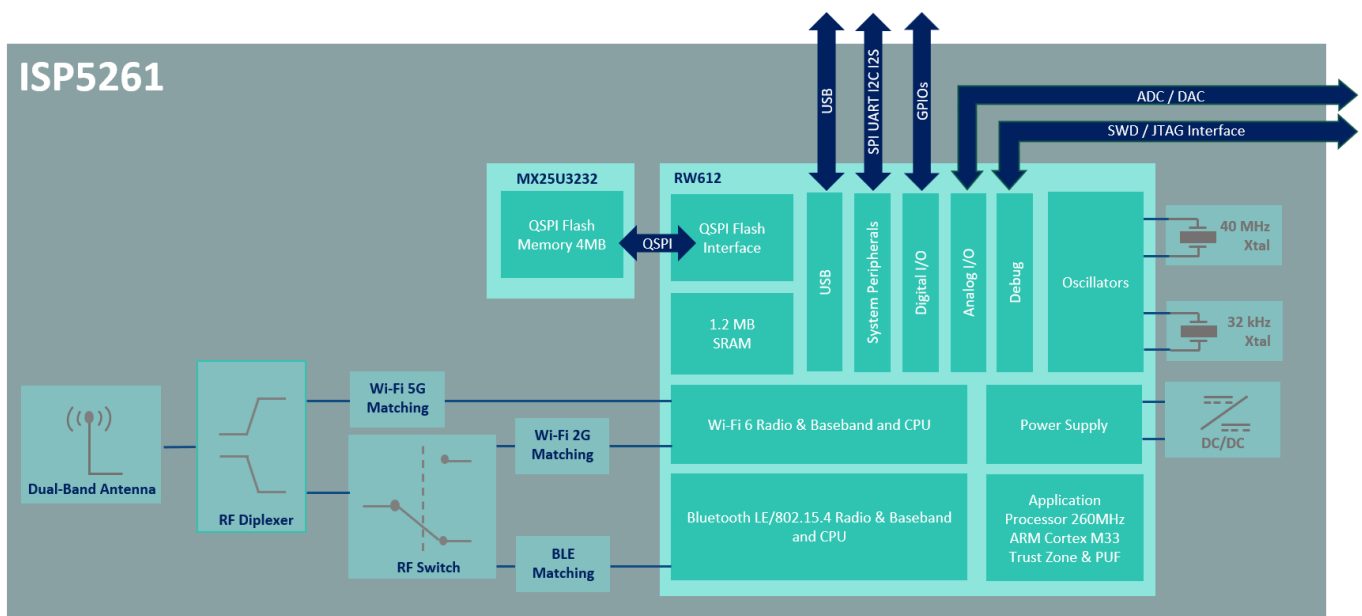 ISP5261
USB
SPI UART I2C I2S
GPIOs
ADC / DAC
SWD / JTAG Interface
MX25U3232
QSPI Flash
Memory 4MB
QSPI
RW612
QSPI Flash
Interface
1.2 MB
SRAM
USB
System Peripherals
Digital I/O
Analog I/O
Debug
Oscillators
40 MHz
Xtal
32 kHz
Xtal
Dual-Band Antenna
RF Diplexer
Wi-Fi 5G
Matching
Wi-Fi 2G
Matching
RF Switch
BLE
Matching
Wi-Fi 6 Radio & Baseband and CPU
Power Supply
DC/DC
Bluetooth LE/802.15.4 Radio & Baseband
and CPU
Application
Processor 260MHz
ARM Cortex M33
Trust Zone & PUF